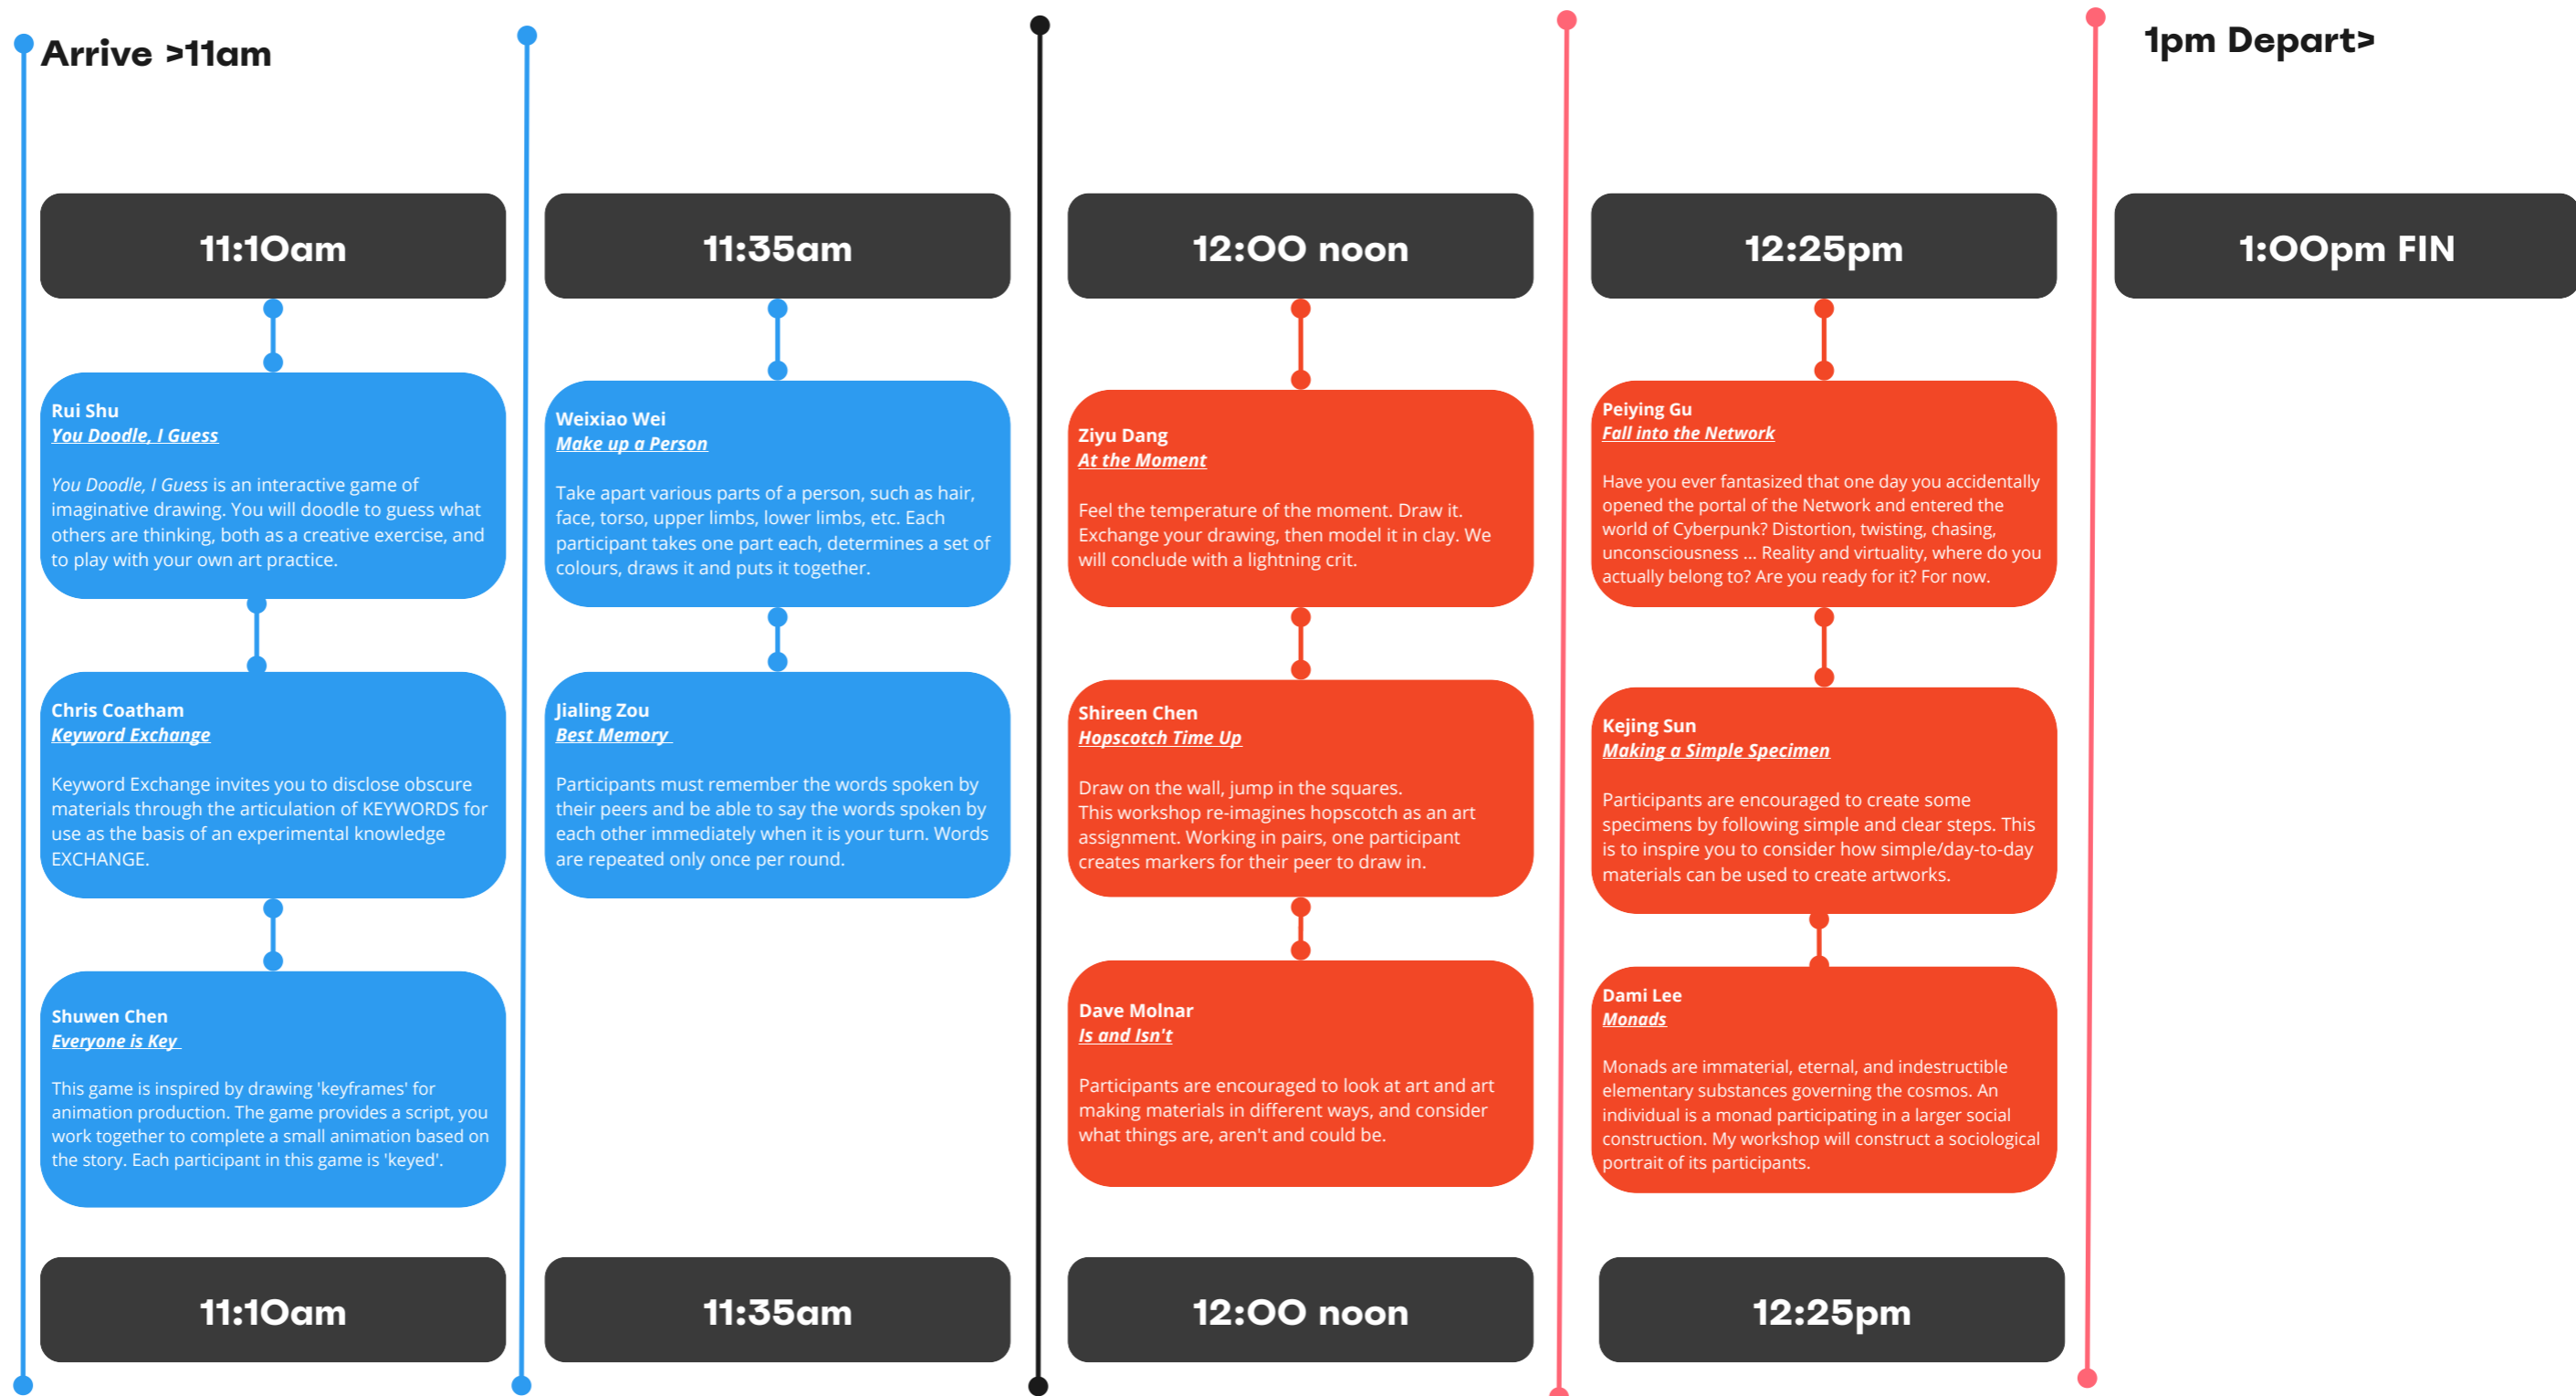 Arrive >11am
1pm Depart>
11:10am
11:35am
12:00 noon
12:25pm
1:00pm FIN
Rui Shu
You Doodle, I Guess
You Doodle, I Guess is an interactive game of
imaginative drawing. You will doodle to guess what
others are thinking, both as a creative exercise, and
to play with your own art practice.
Chris Coatham
Keyword Exchange
Keyword Exchange invites you to disclose obscure
materials through the articulation of KEYWORDS for
use as the basis of an experimental knowledge
EXCHANGE.
Shuwen Chen
Everyone is Key
This game is inspired by drawing 'keyframes' for
animation production. The game provides a script, you
work together to complete a small animation based on
the story. Each participant in this game is 'keyed'.
Weixiao Wei
Make up a Person
Take apart various parts of a person, such as hair,
face, torso, upper limbs, lower limbs, etc. Each
participant takes one part each, determines a set of
colours, draws it and puts it together.
Jialing Zou
Best Memory
Participants must remember the words spoken by
their peers and be able to say the words spoken by
each other immediately when it is your turn. Words
are repeated only once per round.
Ziyu Dang
At the Moment
Feel the temperature of the moment. Draw it.
Exchange your drawing, then model it in clay. We
will conclude with a lightning crit.
Shireen Chen
Hopscotch Time Up
Draw on the wall, jump in the squares.
This workshop re-imagines hopscotch as an art
assignment. Working in pairs, one participant
creates markers for their peer to draw in.
Dave Molnar
Is and Isn't
Participants are encouraged to look at art and art
making materials in different ways, and consider
what things are, aren't and could be.
Peiying Gu
Fall into the Network
Have you ever fantasized that one day you accidentally
opened the portal of the Network and entered the
world of Cyberpunk? Distortion, twisting, chasing,
unconsciousness ... Reality and virtuality, where do you
actually belong to? Are you ready for it? For now.
Kejing Sun
Making a Simple Specimen
Participants are encouraged to create some
specimens by following simple and clear steps. This
is to inspire you to consider how simple/day-to-day
materials can be used to create artworks.
Dami Lee
Monads
Monads are immaterial, eternal, and indestructible
elementary substances governing the cosmos. An
individual is a monad participating in a larger social
construction. My workshop will construct a sociological
portrait of its participants.
11:10am
11:35am
12:00 noon
12:25pm